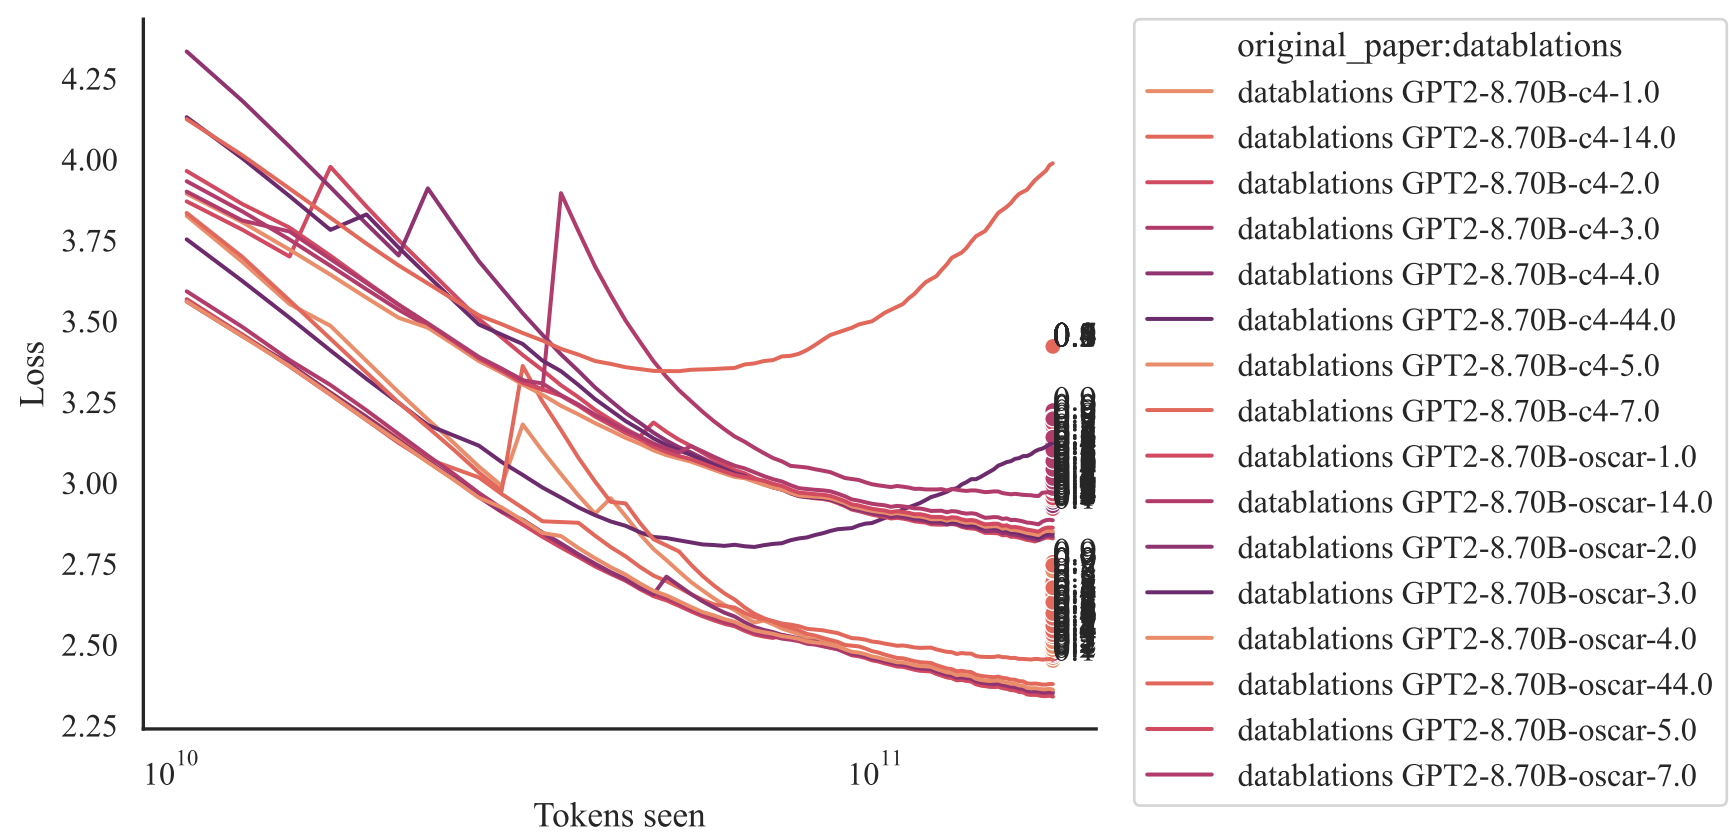 Loss
4.25
4.00
3.75
3.50
3.25
3.00
2.75
2.50
2.25
10^10
10^11
Tokens seen
original_paper:datablations
datablations GPT2-8.70B-c4-1.0
datablations GPT2-8.70B-c4-14.0
datablations GPT2-8.70B-c4-2.0
datablations GPT2-8.70B-c4-3.0
datablations GPT2-8.70B-c4-4.0
datablations GPT2-8.70B-c4-44.0
datablations GPT2-8.70B-c4-5.0
datablations GPT2-8.70B-c4-7.0
datablations GPT2-8.70B-oscar-1.0
datablations GPT2-8.70B-oscar-14.0
datablations GPT2-8.70B-oscar-2.0
datablations GPT2-8.70B-oscar-3.0
datablations GPT2-8.70B-oscar-4.0
datablations GPT2-8.70B-oscar-44.0
datablations GPT2-8.70B-oscar-5.0
datablations GPT2-8.70B-oscar-7.0